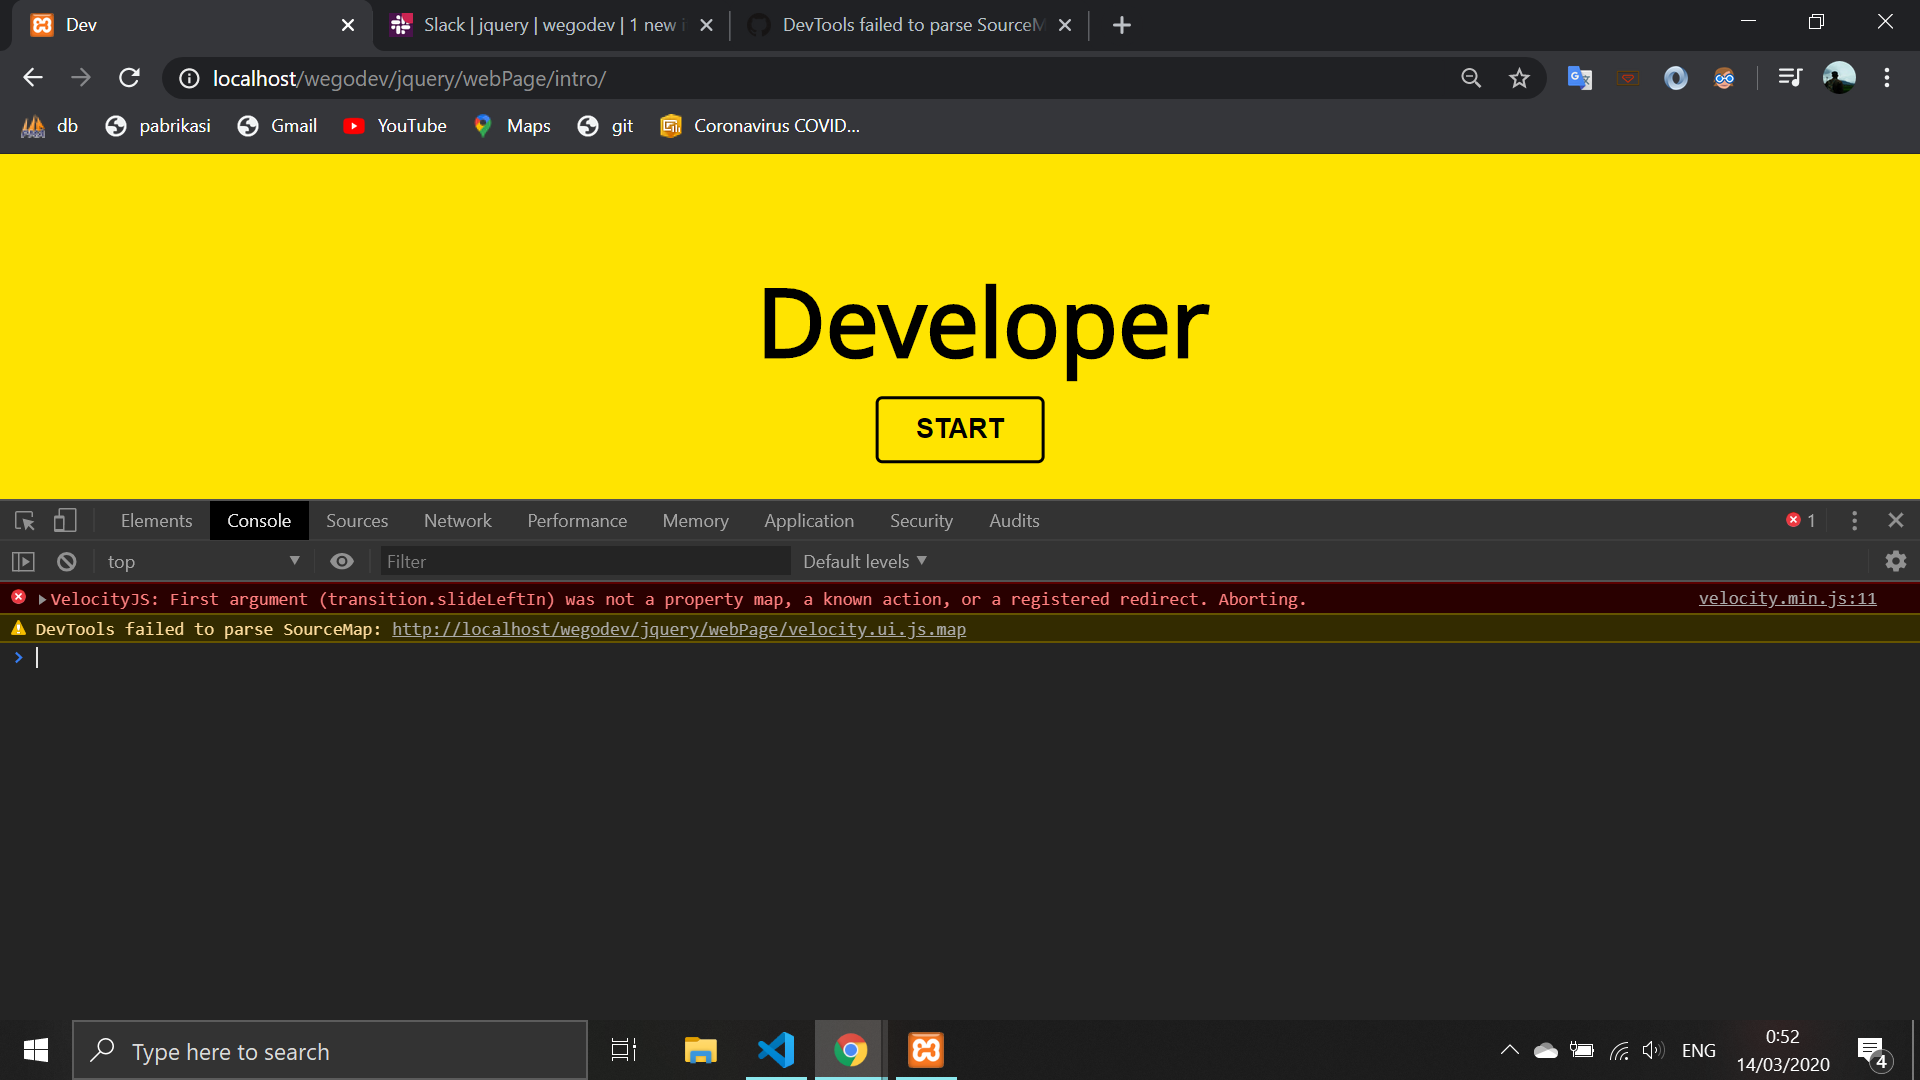 Dev
Slack | jquery | wegodev | 1 new i
DevTools failed to parse SourceM
localhost/wegodev/jquery/webPage/intro/
db
pabrikasi
Gmail
YouTube
Maps
git
Coronavirus COVID...
Developer
START
Elements
Console
Sources
Network
Performance
Memory
Application
Security
Audits
1
top
Filter
Default levels
VelocityJS: First argument (transition.slideLeftIn) was not a property map, a known action, or a registered redirect. Aborting.
velocity.min.js:11
DevTools failed to parse SourceMap: http://localhost/wegodev/jquery/webPage/velocity.ui.js.map
Type here to search
ENG
0:52
14/03/2020
4